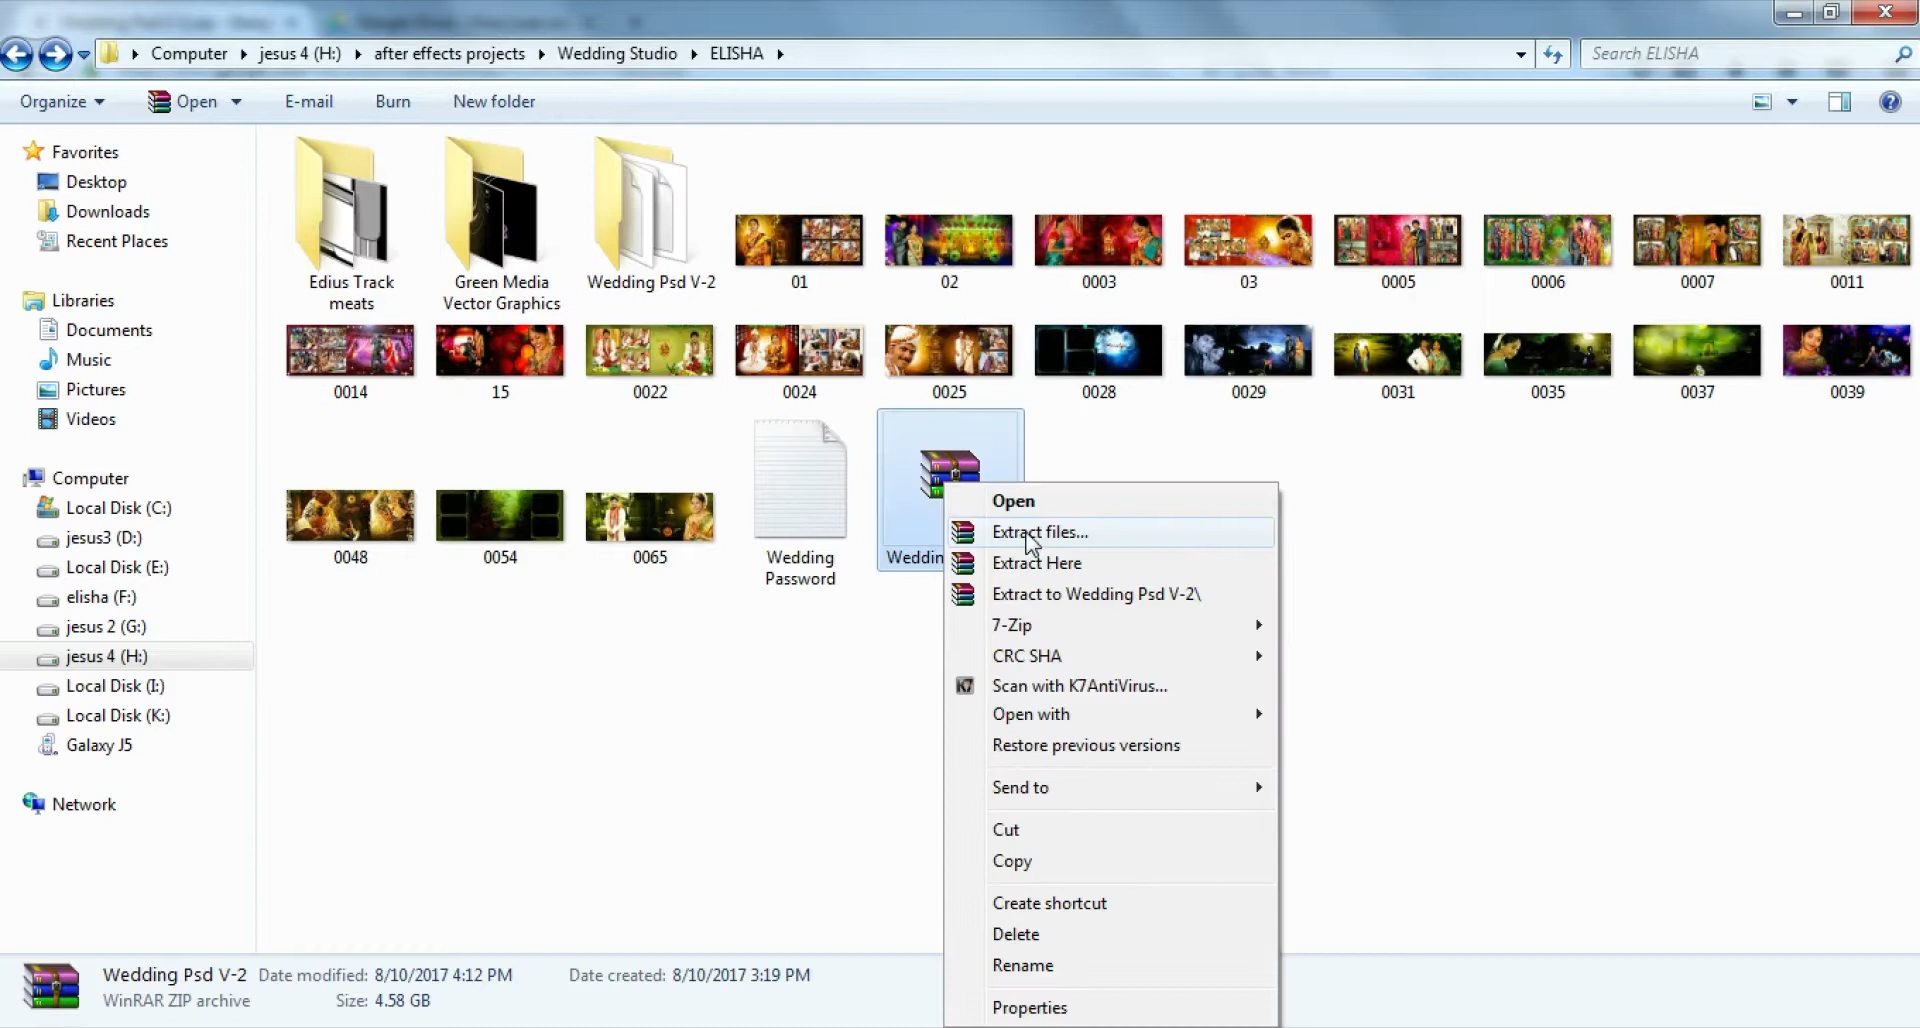 Computer jesus 4 (H:) after effects projects Wedding Studio ELISHA
Search ELISHA
Organize Open E-mail Burn New folder
Favorites
Desktop
Downloads
Recent Places
Libraries
Documents
Music
Pictures
Videos
Computer
Local Disk (C:)
jesus3 (D:)
Local Disk (E:)
elisha (F:)
jesus 2 (G:)
jesus 4 (H:)
Local Disk (I:)
Local Disk (K:)
Galaxy J5
Network
Edius Track
meats
Green Media
Vector Graphics
Wedding Psd V-2
01
02
0003
03
0005
0006
0007
0011
0014
15
0022
0024
0025
0028
0029
0031
0035
0037
0039
0048
0054
0065
Wedding
Password
Weddin
Open
Extract files...
Extract Here
Extract to Wedding Psd V-2\
7-Zip
CRC SHA
K7 Scan with K7AntiVirus...
Open with
Restore previous versions
Send to
Cut
Copy
Create shortcut
Delete
Rename
Properties
Wedding Psd V-2 Date modified: 8/10/2017 4:12 PM Date created: 8/10/2017 3:19 PM
WinRAR ZIP archive Size: 4.58 GB